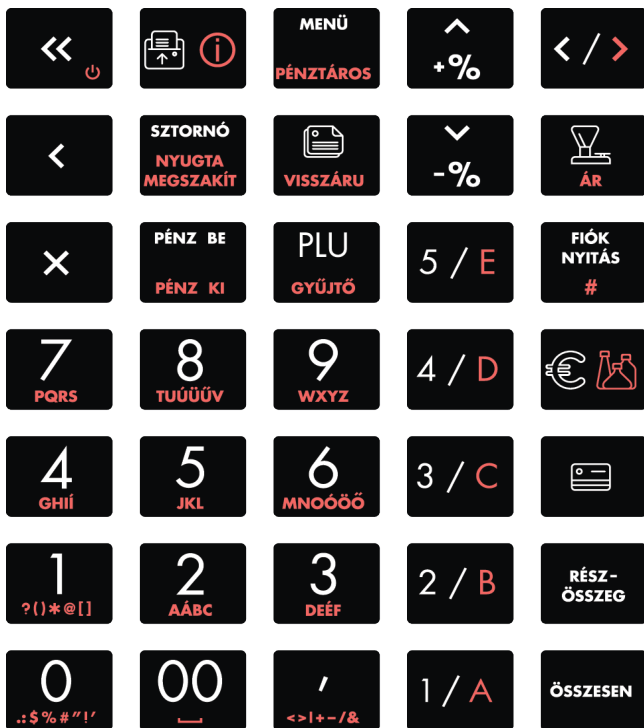 MENÜ
PÉNZTÁROS
+%
< / >
SZTORNÓ
NYUGTA
MEGSZAKÍT
VISSZÁRU
-%
ÁR
×
PÉNZ BE
PÉNZ KI
PLU
GYŰJTŐ
5 / E
FIÓK
NYITÁS
#
7
PQRS
8
TUÚÜŰV
9
WXYZ
4 / D
€
4
GHIÍ
5
JKL
6
MNOÓÖŐ
3 / C
1
?()*@[]
2
AÁBC
3
DEÉF
2 / B
RÉSZ-
ÖSSZEG
0
.:$%#"!'
00
,
<>|+-/&
1 / A
ÖSSZESEN